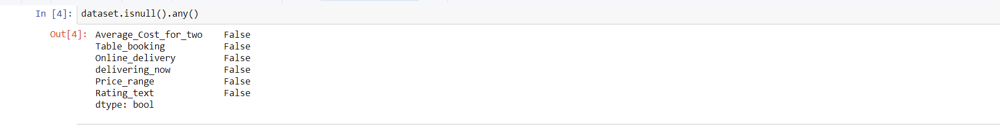 In [4]: dataset.isnull().any()
Out[4]: Average_Cost_for_two    False
Table_booking           False
Online_delivery         False
delivering_now          False
Price_range             False
Rating_text             False
dtype: bool